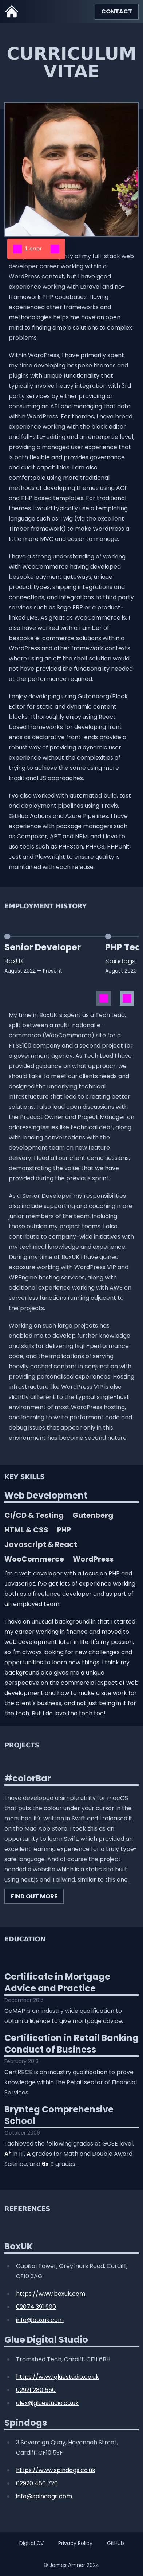 CONTACT
CURRICULUM
VITAE
1 error
ity of my full-stack web
developer career working within a
WordPress context, but I have good
experience working with Laravel and no-
framework PHP codebases. Having
experienced other frameworks and
methodologies helps me have an open
mind to finding simple solutions to complex
problems.
Within WordPress, I have primarily spent
my time developing bespoke themes and
plugins with unique functionality that
typically involve heavy integration with 3rd
party services by either creating or
consuming an API and managing that data
within WordPress. For themes, I have broad
experience working with the block editor
and full-site-editing and an enterprise level,
providing a managed user experience that
is both flexible and provides governance
and audit capabilities. I am also
comfortable using more traditional
methods of developing themes using ACF
and PHP based templates. For traditional
themes I would typically use a templating
language such as Twig (with the excellent
Timber framework) to make WordPress a
little more MVC and easier to manage.
I have a strong understanding of working
with WooCommerce having developed
bespoke payment gateways, unique
product types, shipping integrations and
connections and integrations to third party
services such as Sage ERP or a product-
linked LMS. As great as WooCommerce is, I
have also worked with a number of
bespoke e-commerce solutions within a
WordPress and other framework contexts
where using an off the shelf solution would
not have met the functionality needed and
at the performance required.
I enjoy developing using Gutenberg/Block
Editor for static and dynamic content
blocks. I thoroughly enjoy using React
based frameworks for developing front-
ends as declarative front-ends provide a
robust way of providing a dynamic user
experience without the complexities of
trying to achieve the same using more
traditional JS approaches.
I've also worked with automated build, test
and deployment pipelines using Travis,
GitHub Actions and Azure Pipelines. I have
experience with package managers such
as Composer, APT and NPM, and I love to
use tools such as PHPStan, PHPCS, PHPUnit,
Jest and Playwright to ensure quality is
maintained with each release.
EMPLOYMENT HISTORY
Senior Developer
PHP Tec
BoxUK
Spindogs
August 2022 — Present
August 2020
My time in BoxUK is spent as a Tech Lead,
split between a multi-national e-
commerce (WooCommerce) site for a
FTSE100 company and a site project for
a government agency. As Tech Lead I have
provided guidance for what approach we
should take to meet our clients needs and
designed the underlying technical
infrastructure that lead to creating better
solutions. I also lead open discussions with
the Product Owner and Project Manager on
addressing issues like technical debt, along
with leading conversations with the
development team on new feature
delivery. I lead all our client demo sessions,
demonstrating the value that we have
provided during the previous sprint.
As a Senior Developer my responsibilities
also include supporting and coaching more
junior members of the team, including
those outside my project teams. I also
contribute to company-wide initiatives with
my technical knowledge and experience.
During my time at BoxUK I have gained
exposure working with WordPress VIP and
WPEngine hosting services, along with
additional experience working with AWS on
serverless functions running adjacent to
the projects.
Working on such large projects has
enabled me to develop further knowledge
and skills for delivering high-performance
code, and the implications of serving
heavily cached content in conjunction with
providing personalised experiences. Hosting
infrastructure like WordPress VIP is also
slightly different to the typical single-host
environment of most WordPress hosting,
and learning to write performant code and
debug issues that appear only in this
environment has become second nature.
KEY SKILLS
Web Development
CI/CD & Testing Gutenberg
HTML & CSS PHP
Javascript & React
WooCommerce WordPress
I'm a web developer with a focus on PHP and
Javascript. I've got lots of experience working
both as a freelance developer and as part of
an employed team.
I have an unusual background in that I started
my career working in finance and moved to
web development later in life. It's my passion,
so I'm always looking for new challenges and
opportunities to learn new things. I think my
background also gives me a unique
perspective on the commercial aspect of web
development and how to make a site work for
the client's business, and not just being in it for
the tech. But I do love the tech too!
PROJECTS
#colorBar
I have developed a simple utility for macOS
that puts the colour under your cursor in the
menubar. It's written in Swift and I released it
on the Mac App Store. I took this as an
opportunity to learn Swift, which provided an
excellent learning experience for a truly type-
safe language. And of course the project
needed a website which is a static site built
using next.js and Tailwind, similar to this one.
FIND OUT MORE
EDUCATION
Certificate in Mortgage
Advice and Practice
December 2015
CeMAP is an industry wide qualification to
obtain a licence to give mortgage advice.
Certification in Retail Banking
Conduct of Business
February 2012
CertRBCB is an industry qualification to prove
knowledge within the Retail sector of Financial
Services.
Brynteg Comprehensive
School
October 2006
I achieved the following grades at GCSE level.
A* in IT, A grades for Math and Double Award
Science, and 6x B grades.
REFERENCES
BoxUK
Capital Tower, Greyfriars Road, Cardiff,
CF10 3AG
https://www.boxuk.com
02074 391 900
info@boxuk.com
Glue Digital Studio
Tramshed Tech, Cardiff, CF11 6BH
https://www.gluestudio.co.uk
02921 280 550
alex@gluestudio.co.uk
Spindogs
3 Sovereign Quay, Havannah Street,
Cardiff, CF10 5SF
https://www.spindogs.co.uk
02920 480 720
info@spindogs.com
Digital CV Privacy Policy GitHub
© James Amner 2024